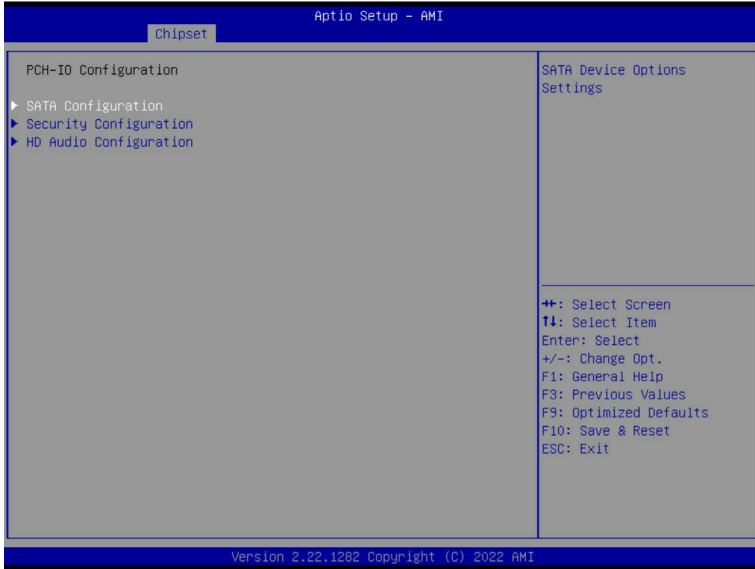 Aptio Setup - AMI
Chipset
PCH-IO Configuration
▶ SATA Configuration
▶ Security Configuration
▶ HD Audio Configuration
SATA Device Options
Settings
→←: Select Screen
↑↓: Select Item
Enter: Select
+/-: Change Opt.
F1: General Help
F3: Previous Values
F9: Optimized Defaults
F10: Save & Reset
ESC: Exit
Version 2.22.1282 Copyright (C) 2022 AMI